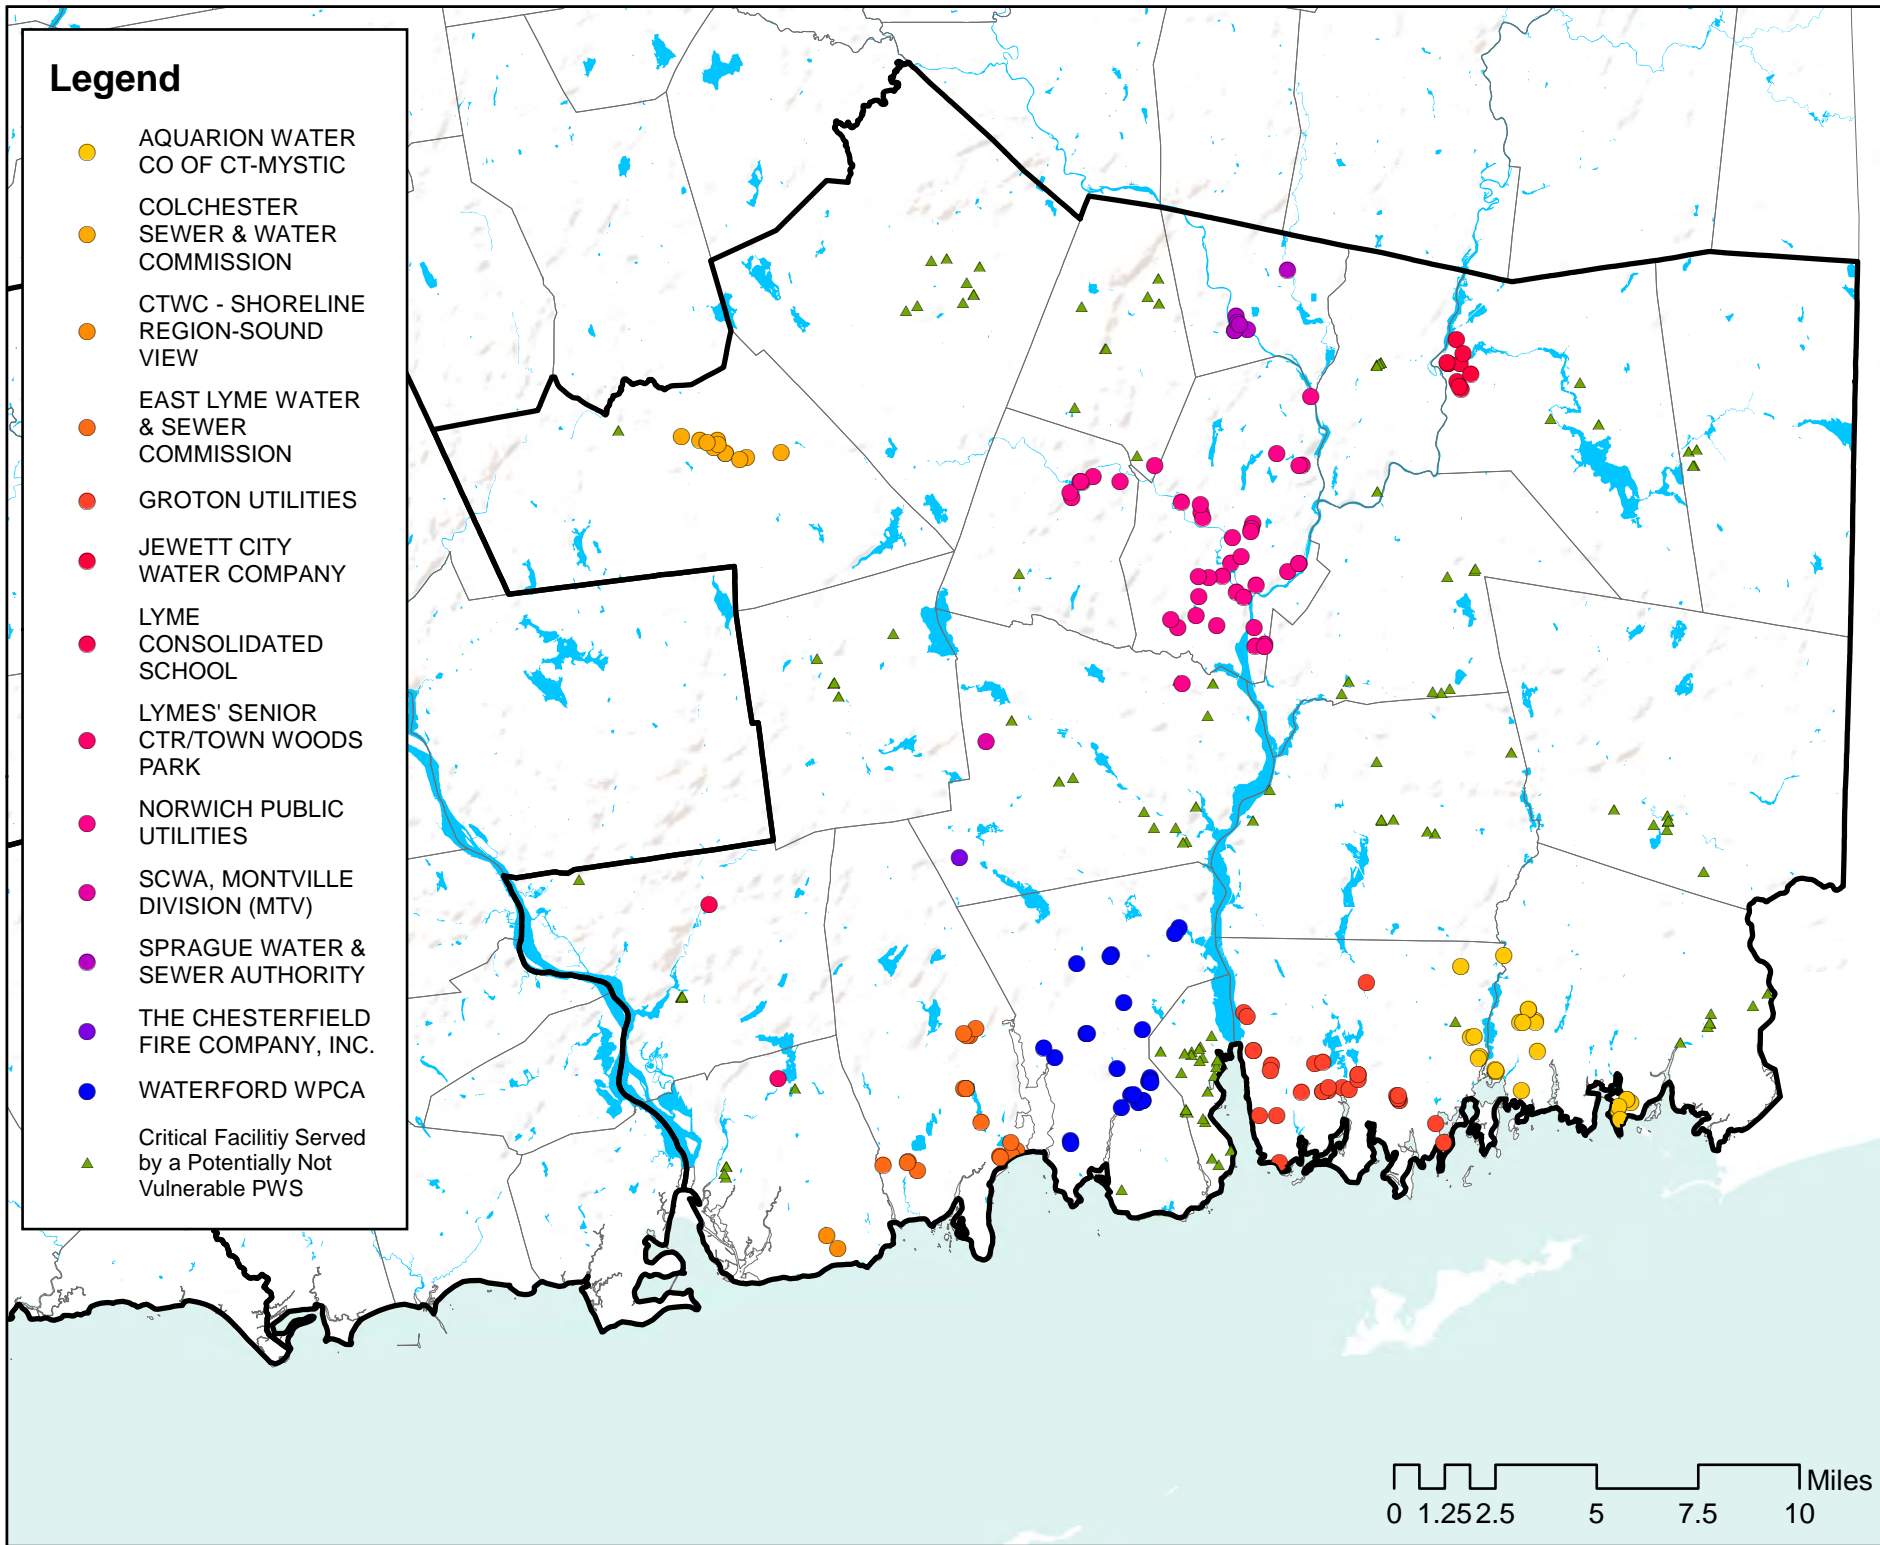 Legend
AQUARION WATER
CO OF CT-MYSTIC
COLCHESTER
SEWER & WATER
COMMISSION
CTWC - SHORELINE
REGION-SOUND
VIEW
EAST LYME WATER
& SEWER
COMMISSION
GROTON UTILITIES
JEWETT CITY
WATER COMPANY
LYME
CONSOLIDATED
SCHOOL
LYMES' SENIOR
CTR/TOWN WOODS
PARK
NORWICH PUBLIC
UTILITIES
SCWA, MONTVILLE
DIVISION (MTV)
SPRAGUE WATER &
SEWER AUTHORITY
THE CHESTERFIELD
FIRE COMPANY, INC.
WATERFORD WPCA
Critical Facilitiy Served
by a Potentially Not
Vulnerable PWS
Miles
0 1.25 2.5 5 7.5 10